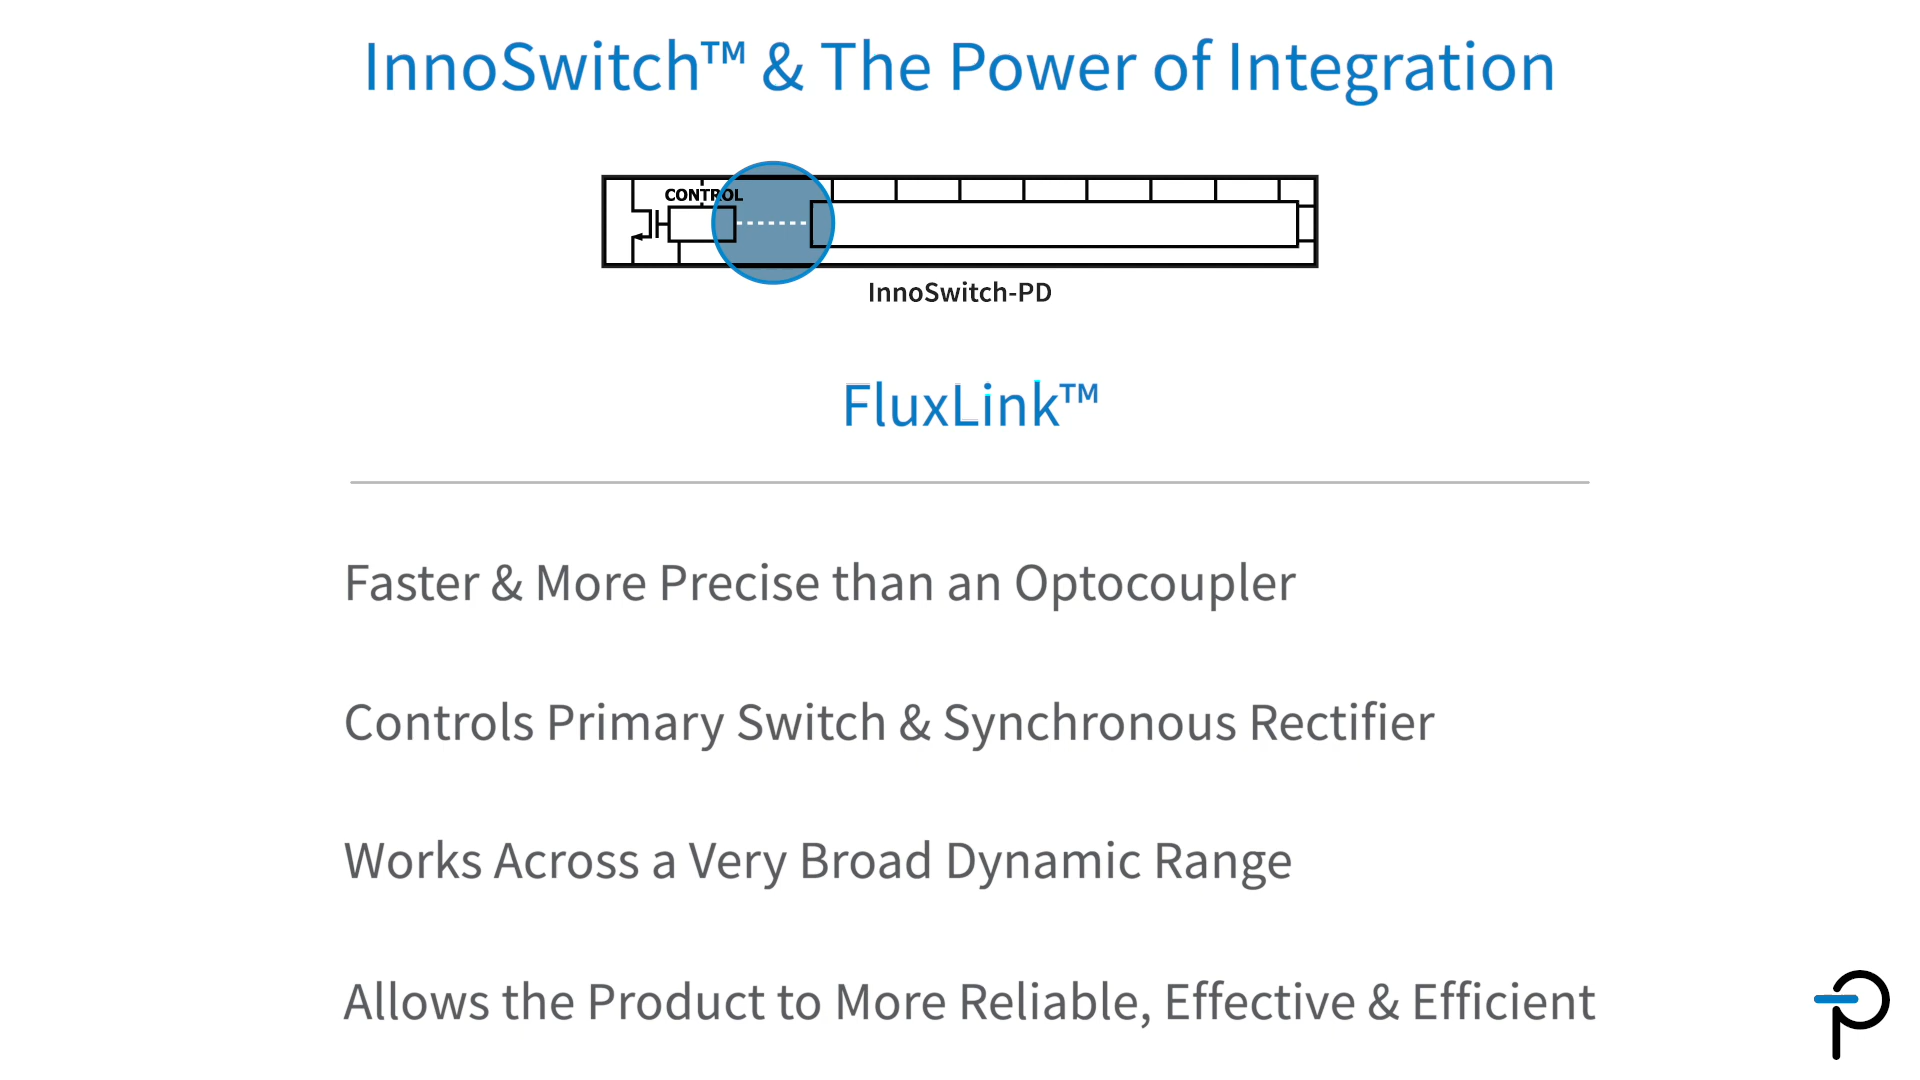 InnoSwitch™ & The Power of Integration
CONTROL
InnoSwitch-PD
FluxLink™
Faster & More Precise than an Optocoupler
Controls Primary Switch & Synchronous Rectifier
Works Across a Very Broad Dynamic Range
Allows the Product to More Reliable, Effective & Efficient